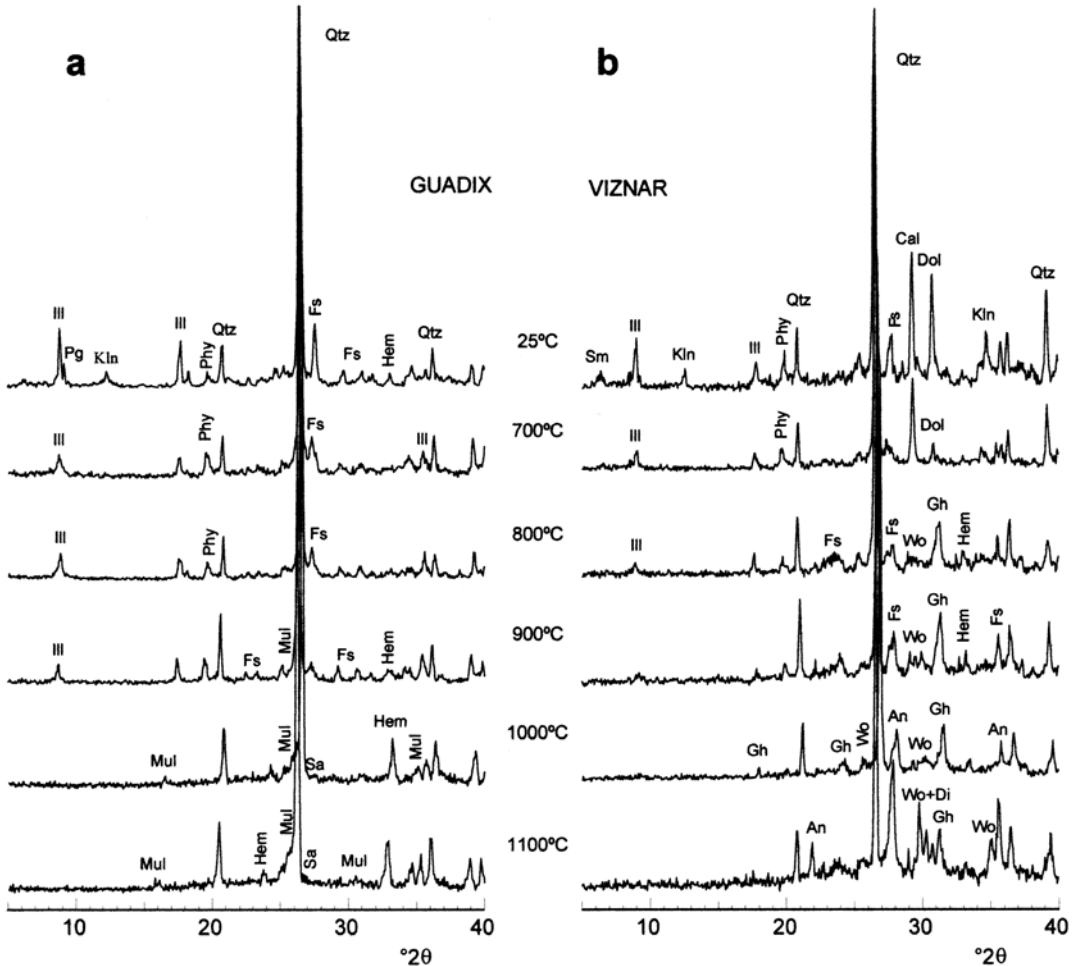 a
Qtz
GUADIX
Ill
Pg
Kln
Ill
Phy
Qtz
Fs
Fs
Hem
Qtz
25ºC
Ill
Phy
Fs
Ill
700ºC
Ill
Phy
Fs
800ºC
Ill
Fs
Mul
Fs
Hem
900ºC
Mul
Mul
Sa
Hem
Mul
1000ºC
Mul
Hem
Mul
Sa
Mul
1100ºC
10 20 30 40
°2θ
b
Qtz
VIZNAR
Sm
Ill
Kln
Ill
Phy
Qtz
Fs
Cal
Dol
Kln
Qtz
Ill
Phy
Dol
Ill
Fs
Fs
Wo
Gh
Hem
Fs
Wo
Gh
Hem
Fs
Gh
Gh
Wo
An
Wo
Gh
An
An
Wo+Di
Gh
Wo
10 20 30 40
°2θ